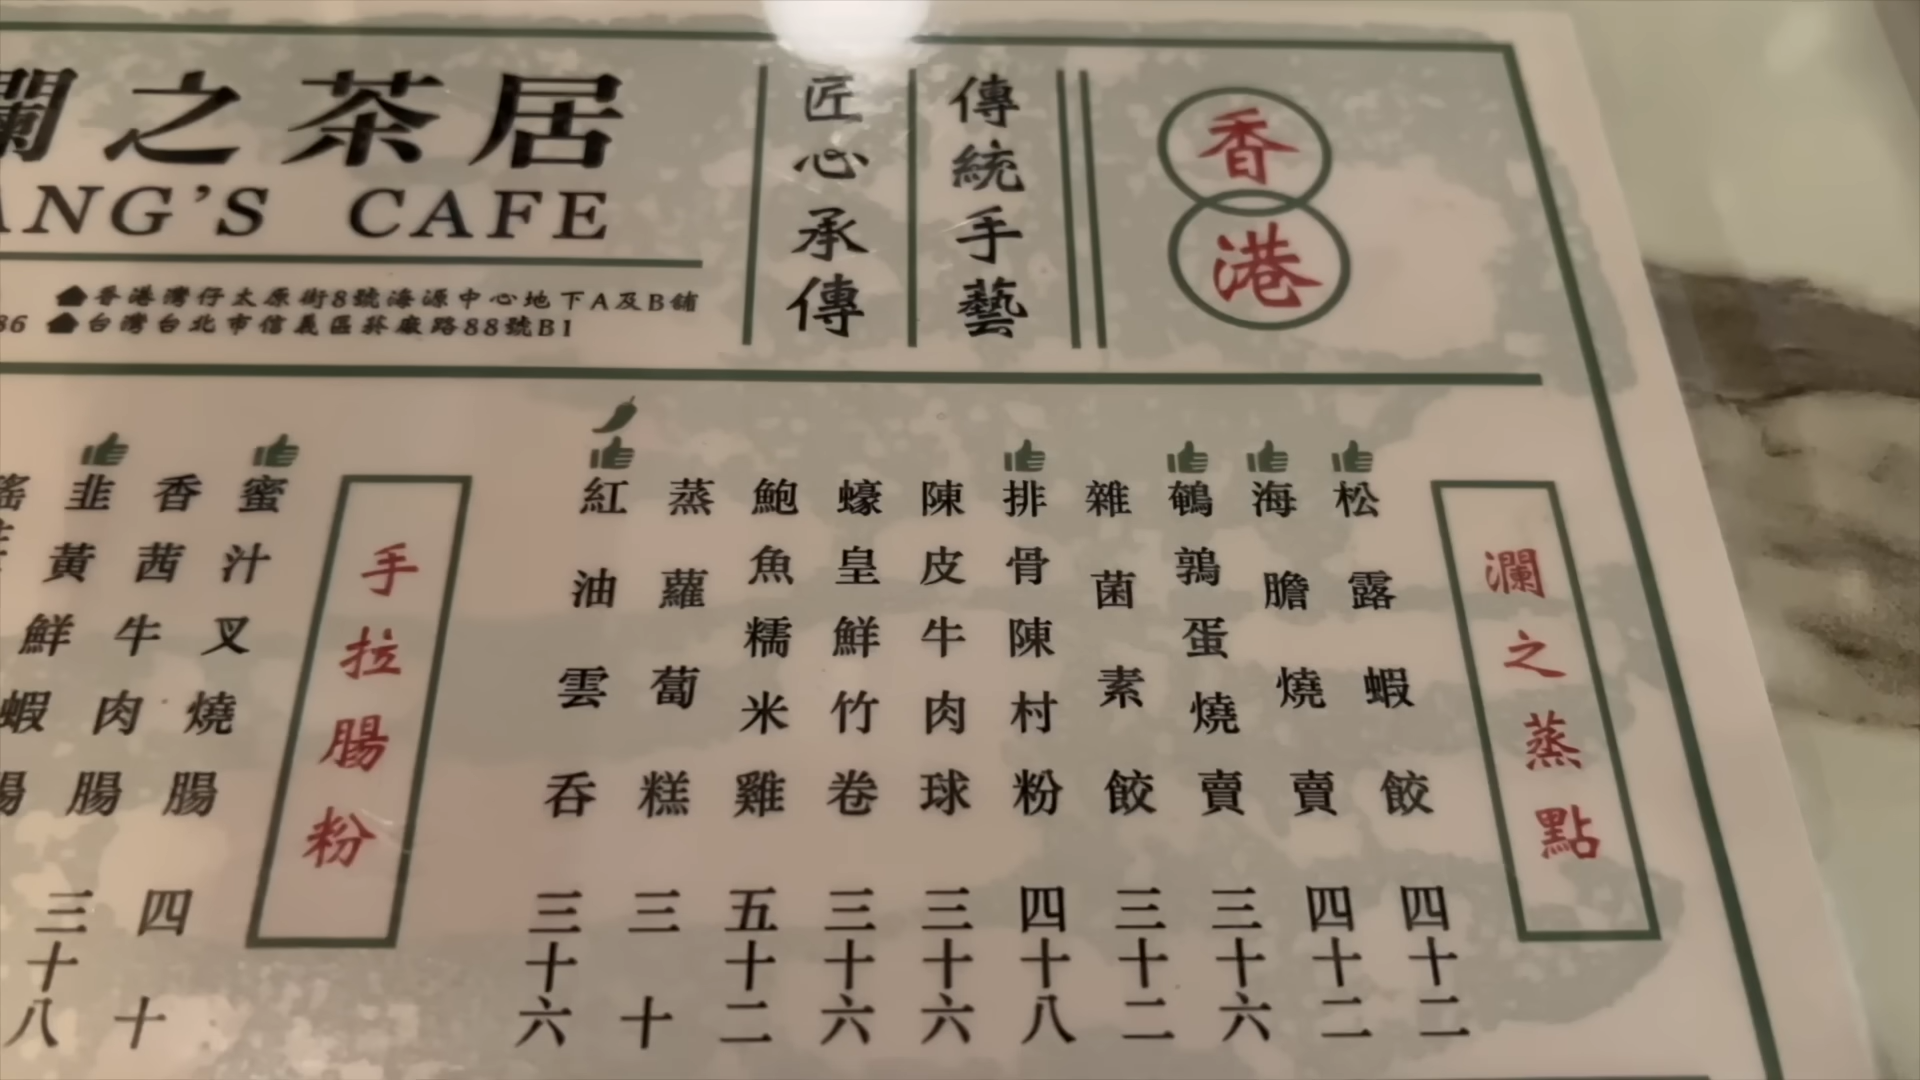 瀾之茶居
ANG'S CAFE
香港灣仔太原街8號海源中心地下A及B舖
86 台灣台北市信義區菸廠路88號B1
香港
傳統手藝
匠心承傳
瀾之蒸點
松露蝦餃 四十二
海膽燒賣 四十二
鵪鶉蛋燒賣 三十六
雜菌素餃 三十二
排骨陳村粉 四十八
陳皮牛肉球 三十六
蠔皇鮮竹卷 三十六
鮑魚糯米雞 五十二
蒸蘿蔔糕 三十
紅油雲吞 三十六
手拉腸粉
蜜汁叉燒腸 四十
香茜牛肉腸 三十八
韭黃鮮蝦腸